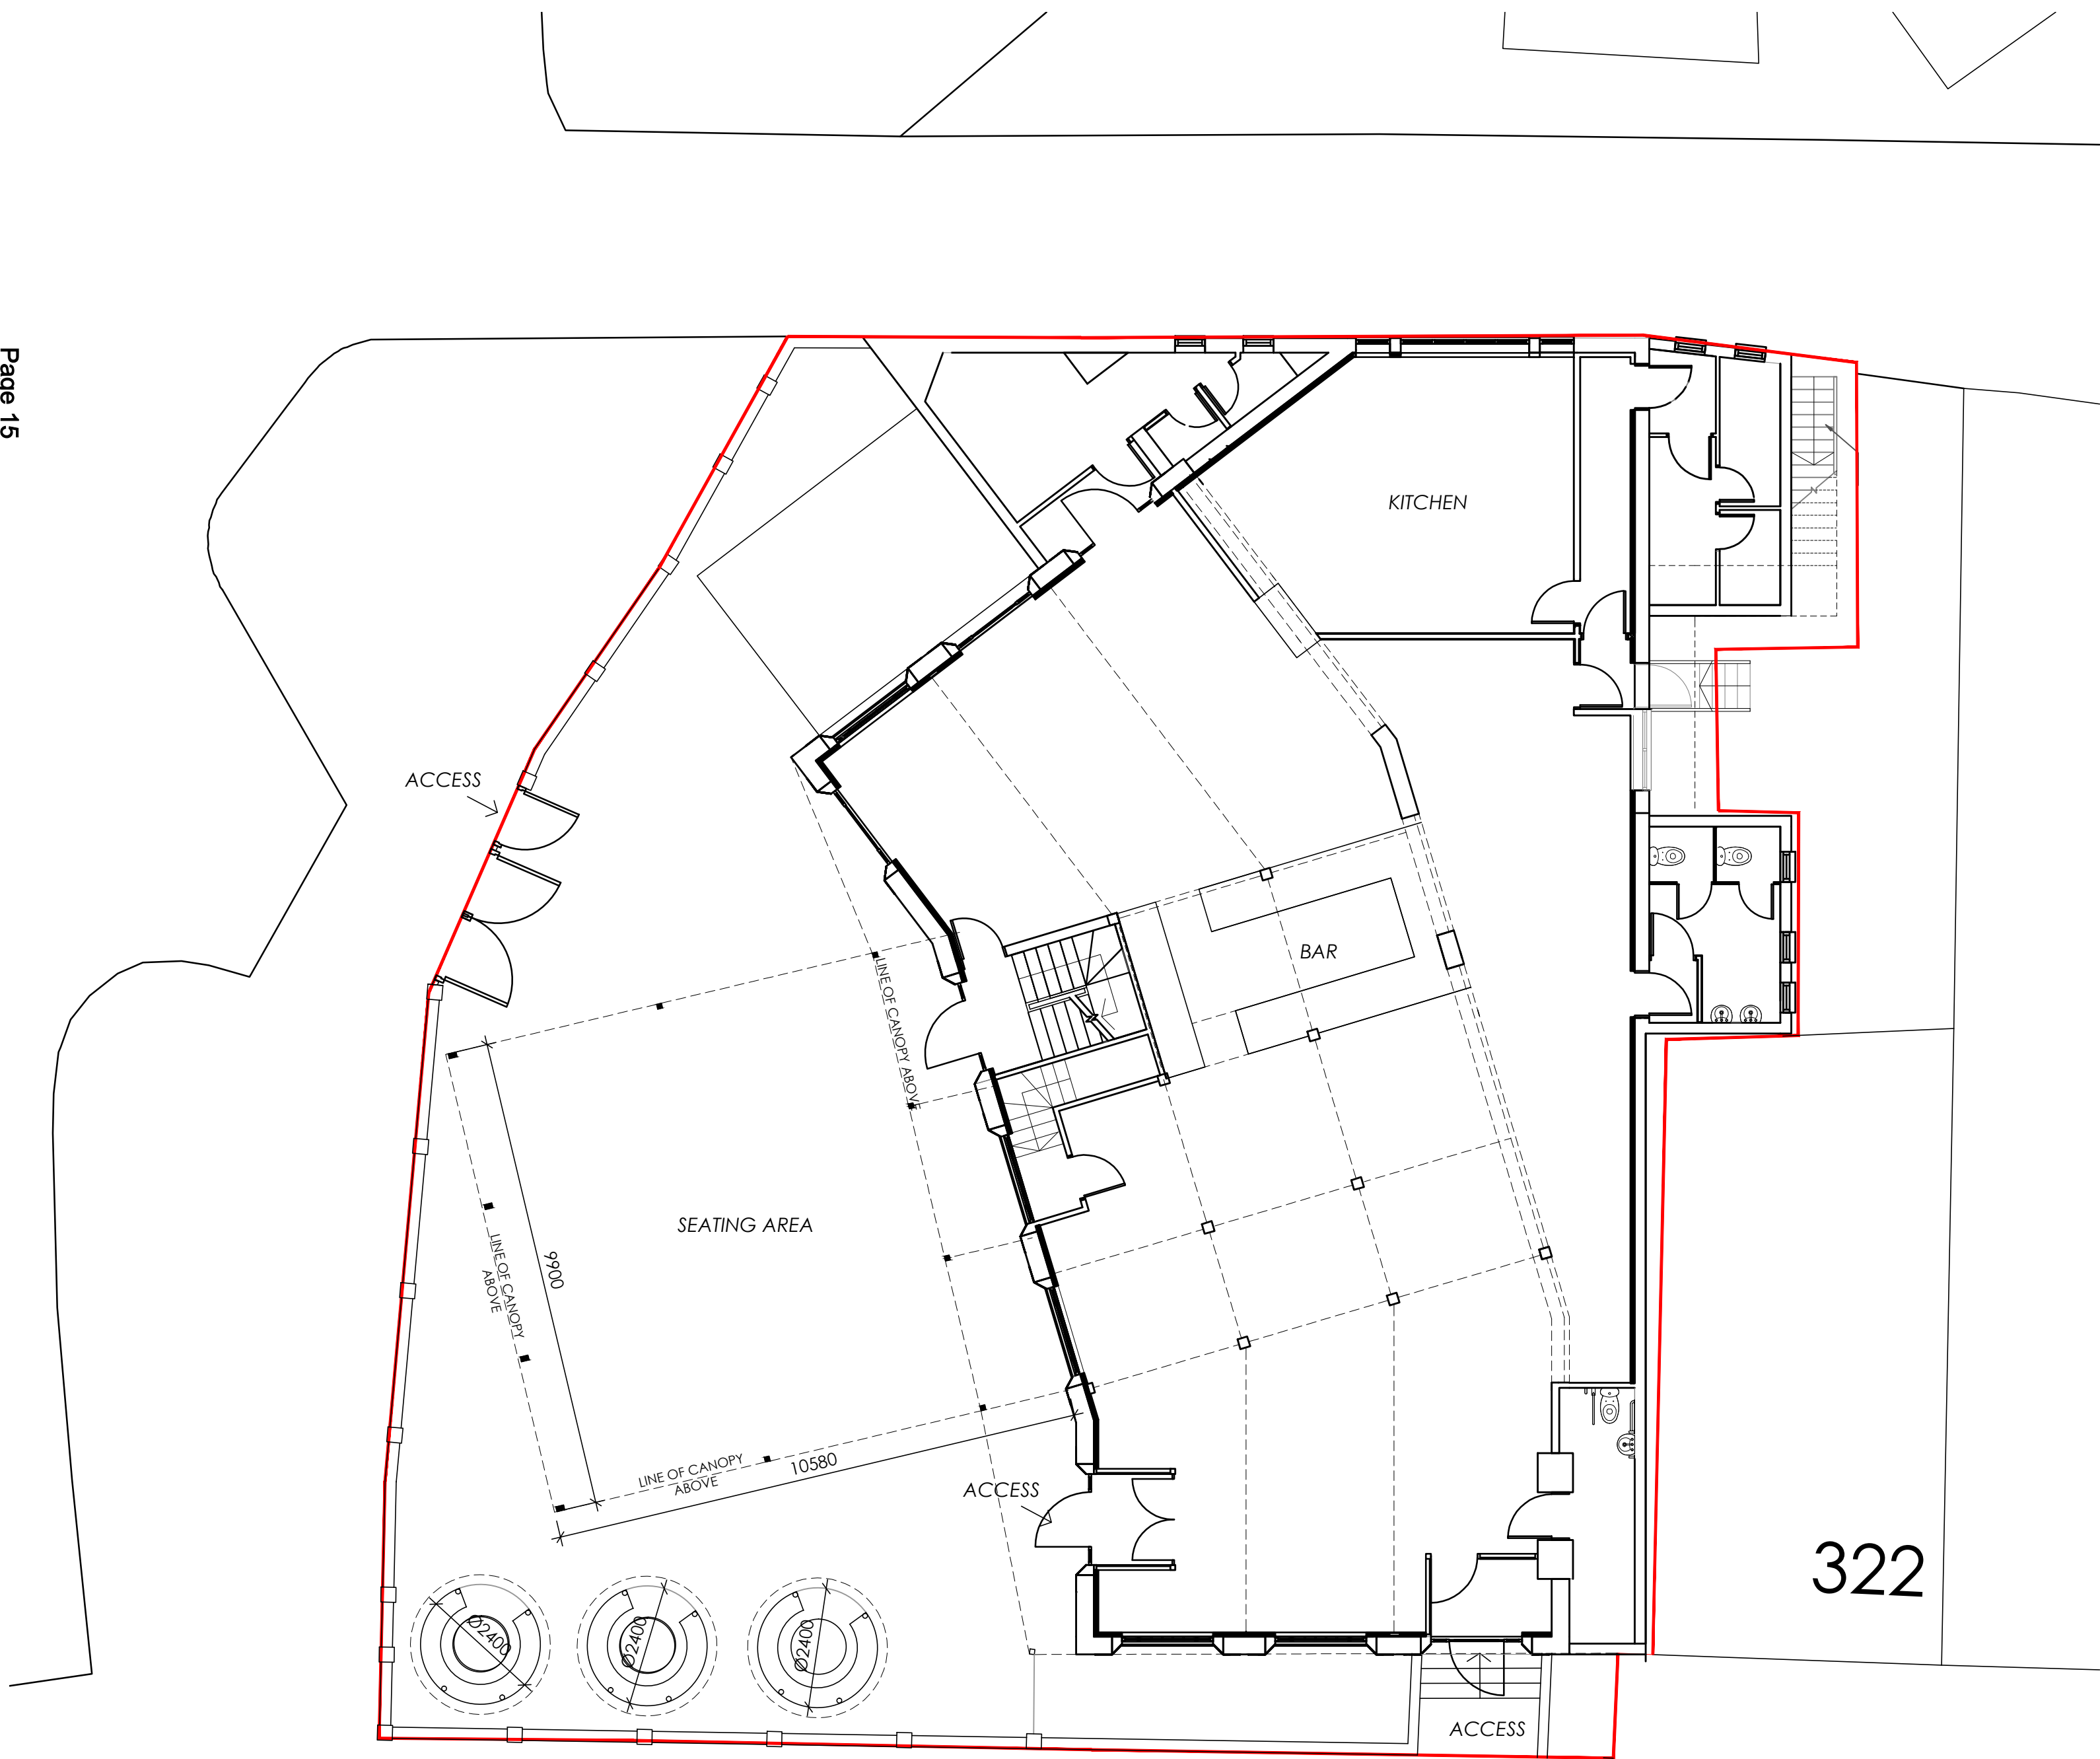 Page 15
KITCHEN
ACCESS
BAR
LINE OF CANOPY ABOVE
SEATING AREA
9900
LINE OF CANOPY
ABOVE
LINE OF CANOPY
ABOVE
10580
ACCESS
322
Ø2400
Ø2400
Ø2400
ACCESS